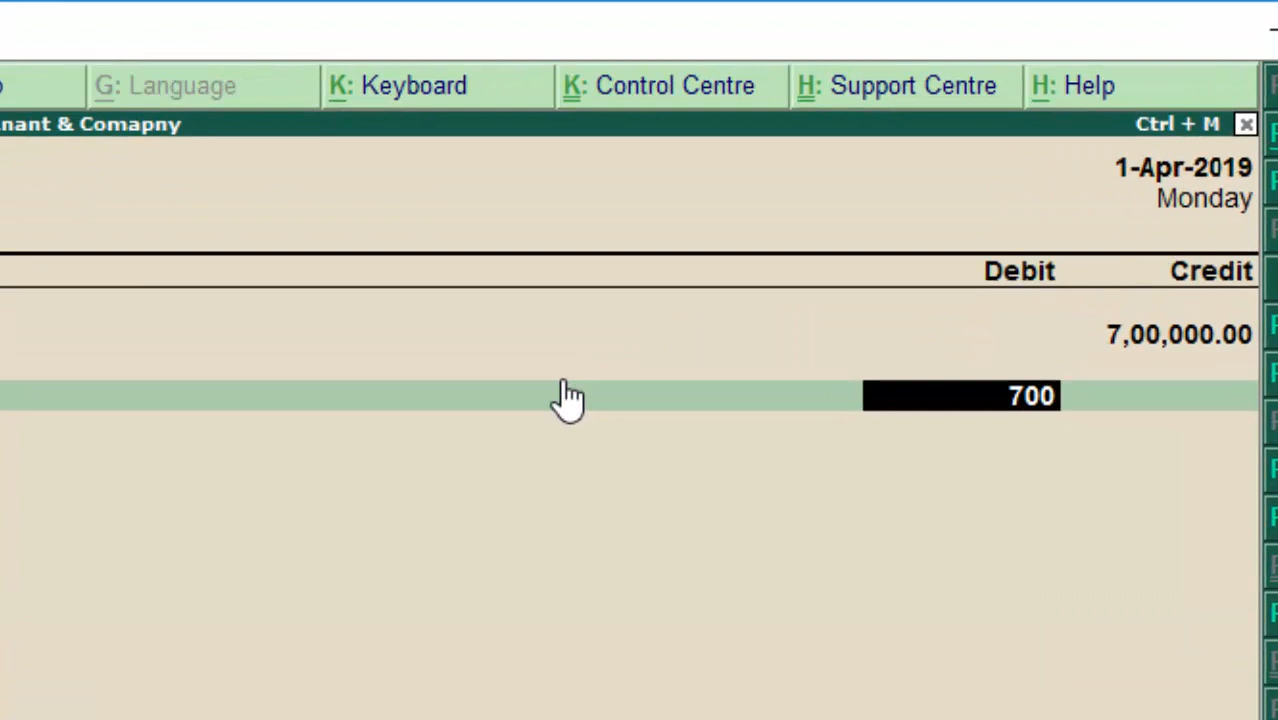 G: Language K: Keyboard K: Control Centre H: Support Centre H: Help
nant & Comapny Ctrl + M
1-Apr-2019
Monday
Debit Credit
7,00,000.00
700